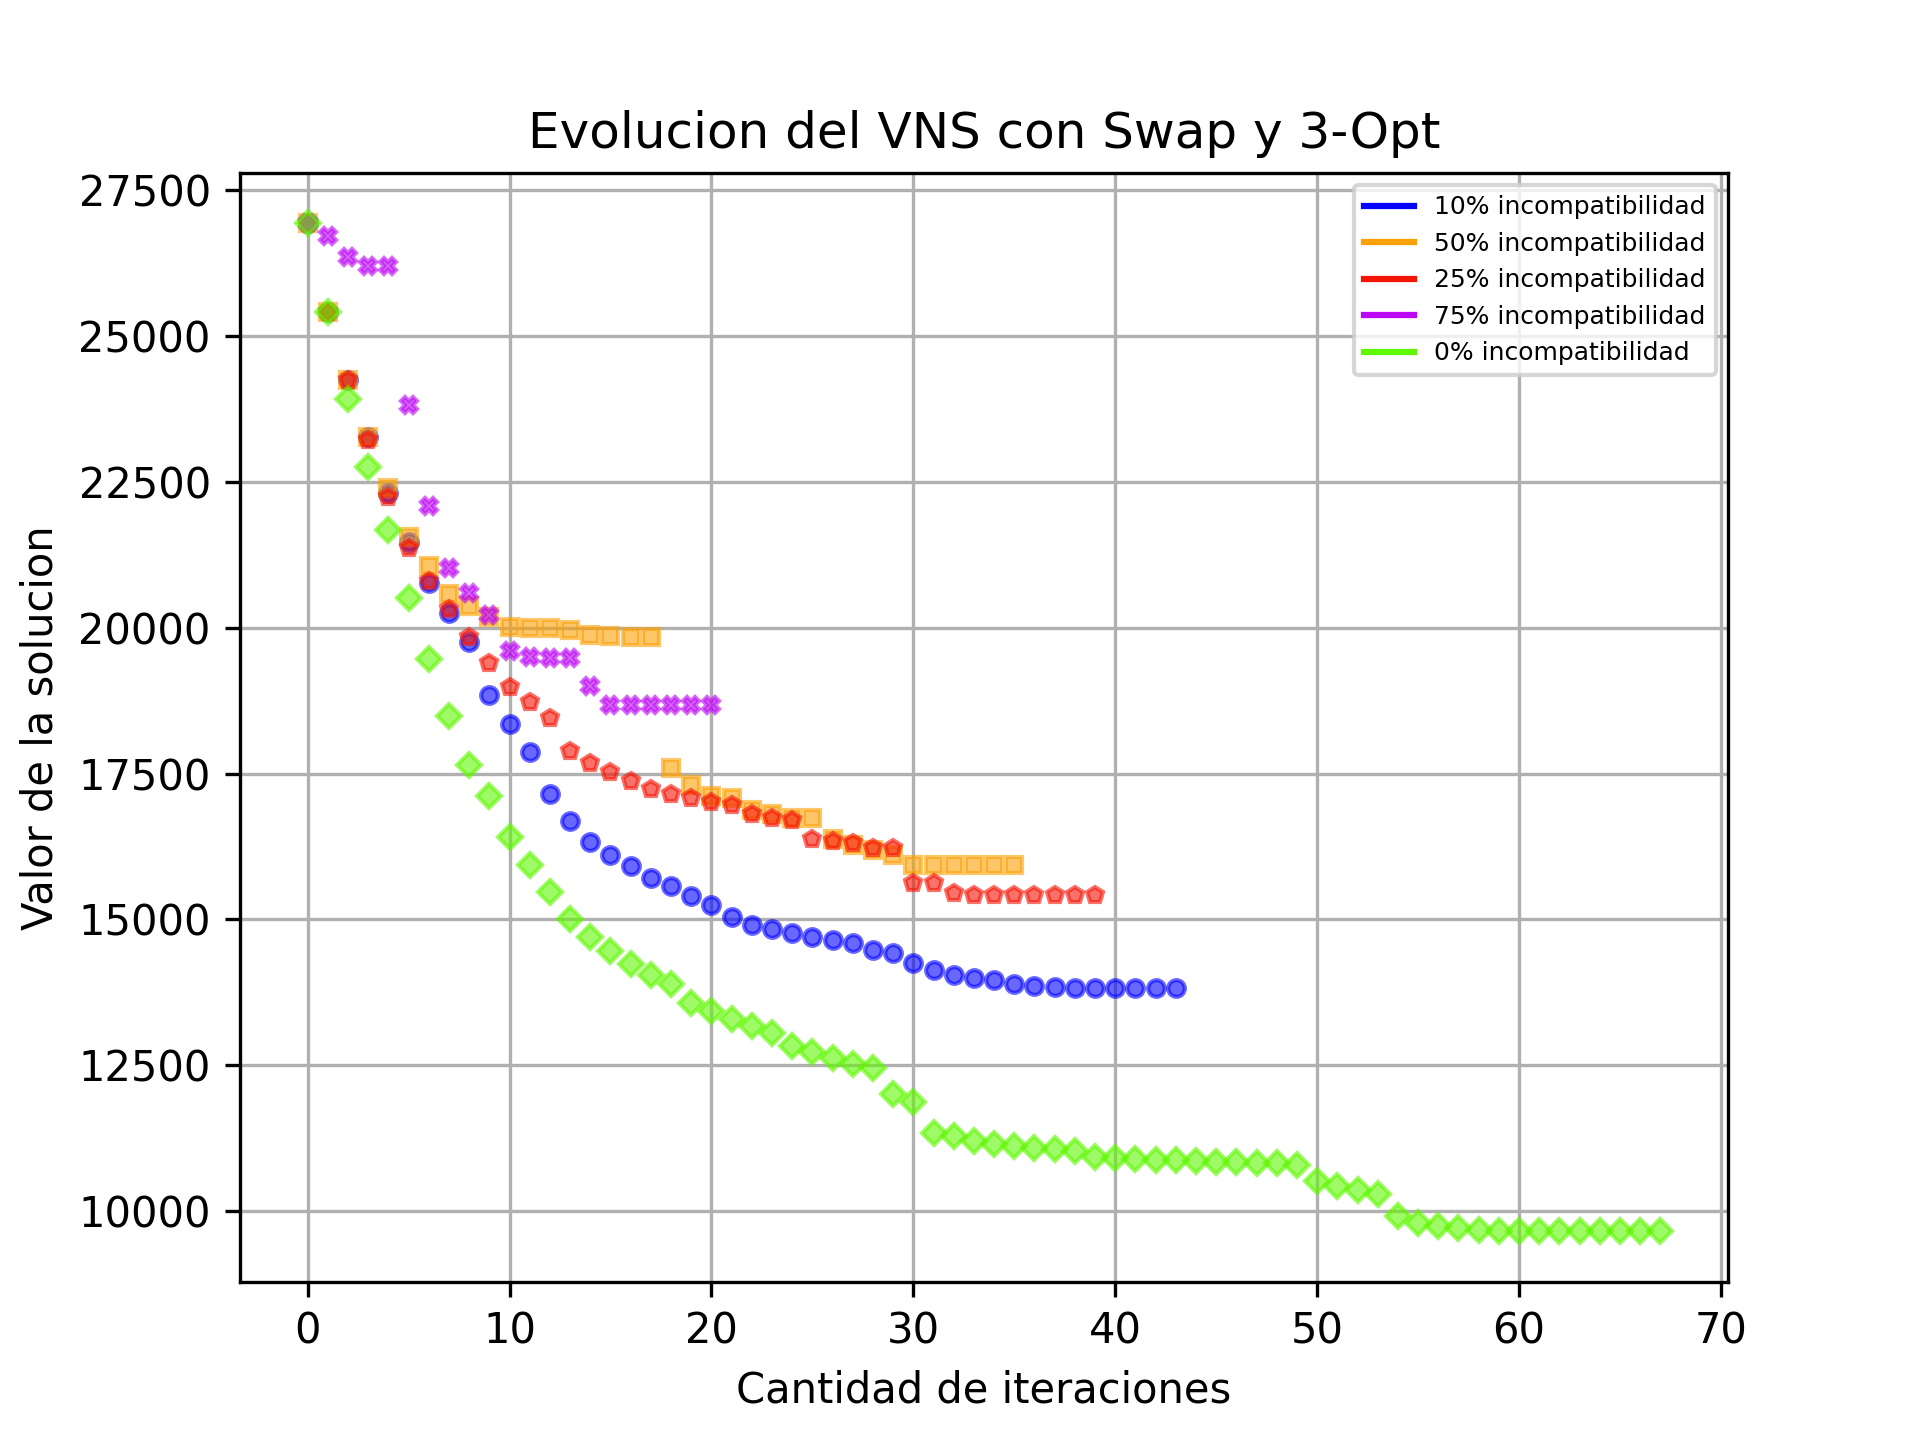 Evolucion del VNS con Swap y 3-Opt
27500
25000
22500
20000
17500
15000
12500
10000
Valor de la solucion
10% incompatibilidad
50% incompatibilidad
25% incompatibilidad
75% incompatibilidad
0% incompatibilidad
0 10 20 30 40 50 60 70
Cantidad de iteraciones